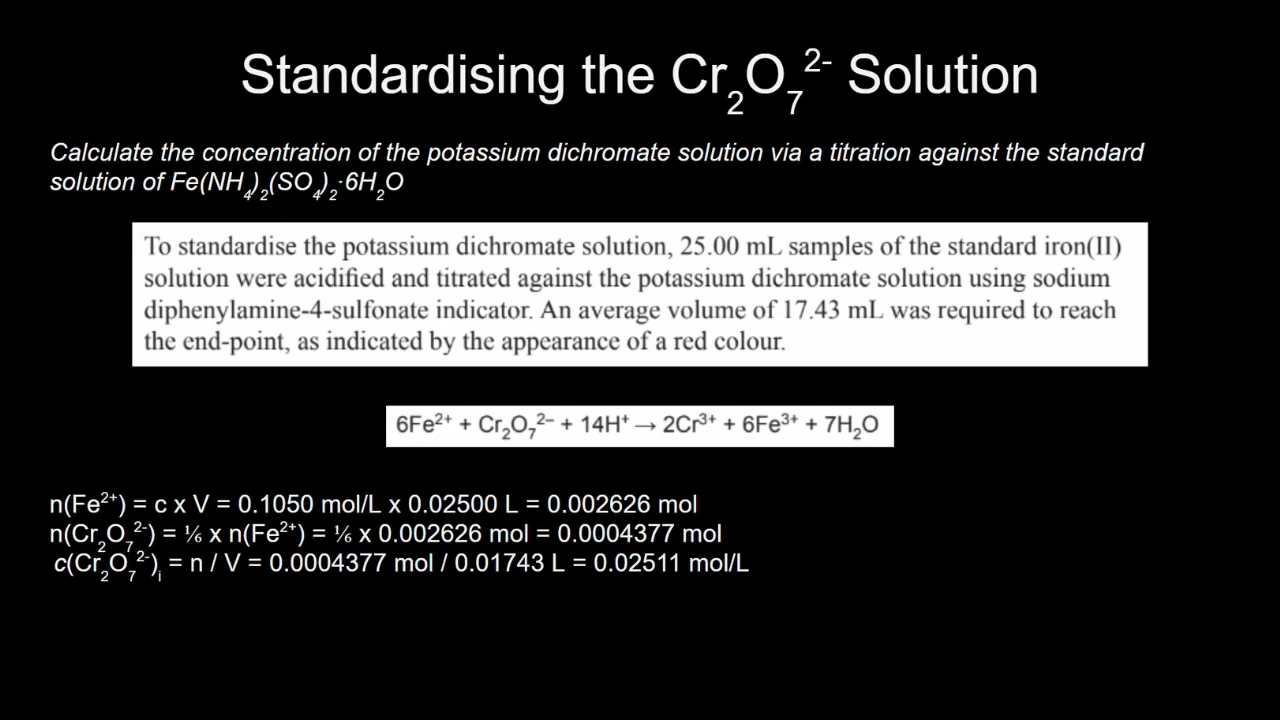 Standardising the Cr₂O₇²⁻ Solution
Calculate the concentration of the potassium dichromate solution via a titration against the standard
solution of Fe(NH₄)₂(SO₄)₂·6H₂O
To standardise the potassium dichromate solution, 25.00 mL samples of the standard iron(II)
solution were acidified and titrated against the potassium dichromate solution using sodium
diphenylamine-4-sulfonate indicator. An average volume of 17.43 mL was required to reach
the end-point, as indicated by the appearance of a red colour.
6Fe²⁺ + Cr₂O₇²⁻ + 14H⁺ → 2Cr³⁺ + 6Fe³⁺ + 7H₂O
n(Fe²⁺) = c x V = 0.1050 mol/L x 0.02500 L = 0.002626 mol
n(Cr₂O₇²⁻) = ⅙ x n(Fe²⁺) = ⅙ x 0.002626 mol = 0.0004377 mol
c(Cr₂O₇²⁻)ᵢ = n / V = 0.0004377 mol / 0.01743 L = 0.02511 mol/L